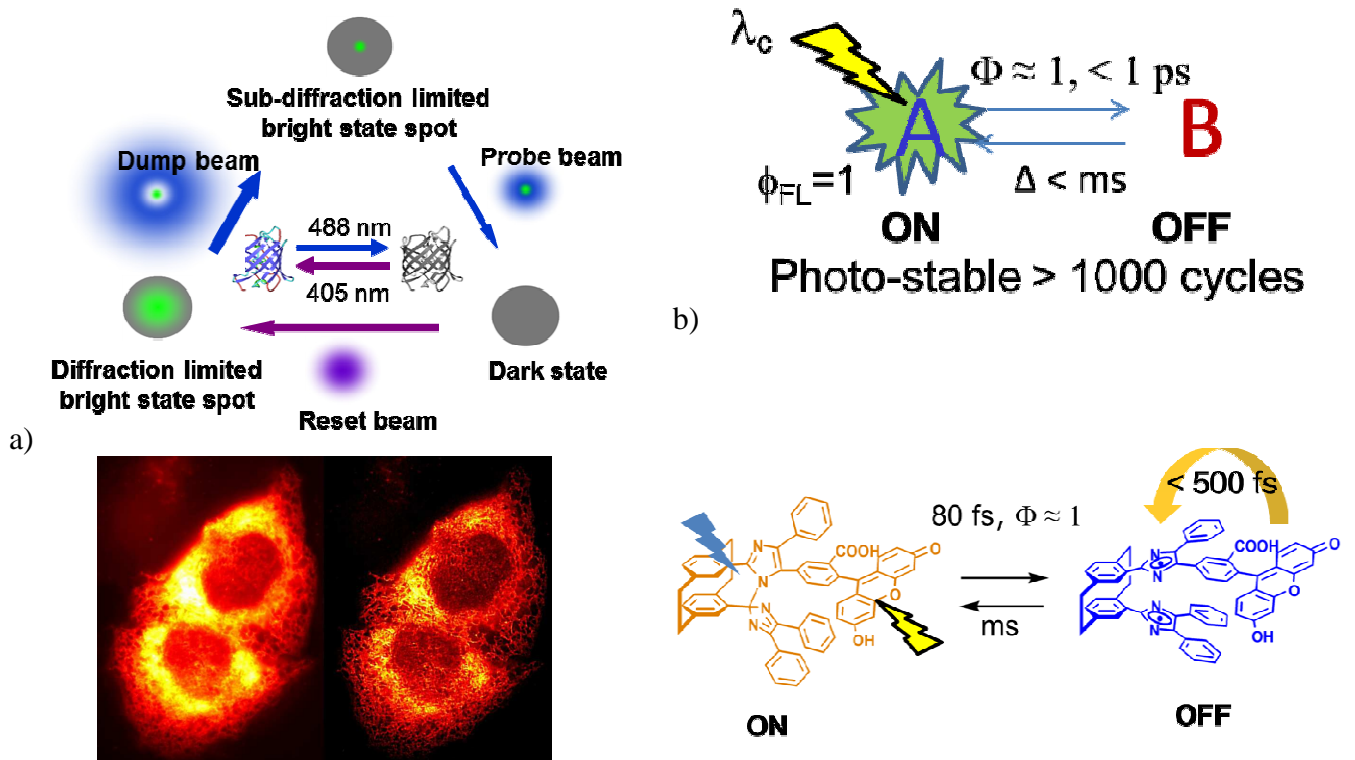 Sub-diffraction limited
bright state spot
Dump beam
Probe beam
488 nm
405 nm
Diffraction limited
bright state spot
Dark state
Reset beam
a)
λc
Φ ≈ 1, < 1 ps
A
B
ϕFL=1
Δ < ms
ON
OFF
Photo-stable > 1000 cycles
b)
< 500 fs
80 fs, Φ ≈ 1
ms
N
N
N
N
COOH
O
O
OH
ON
N
N
N
N
COOH
O
O
OH
OFF